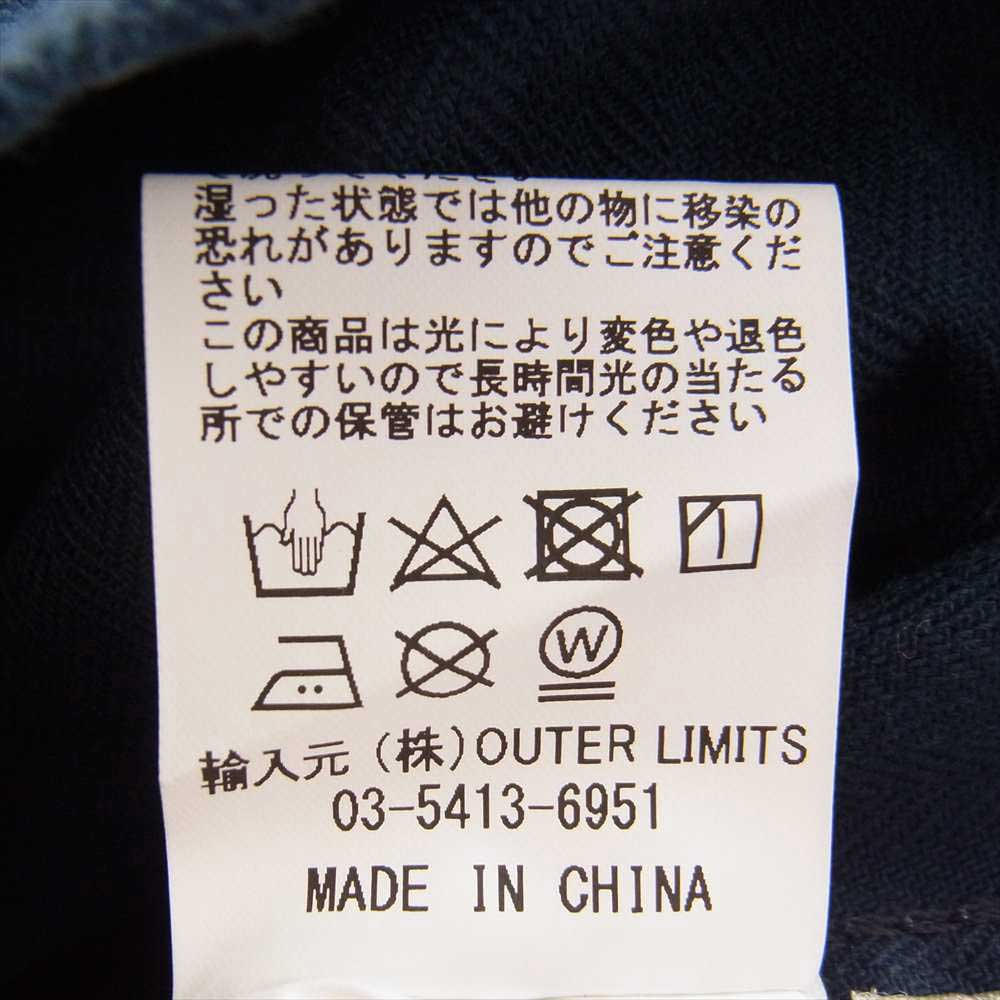 湿った状態では他の物に移染の
恐れがありますのでご注意くだ
さい
この商品は光により変色や退色
しやすいので長時間光の当たる
所での保管はお避けください
W
輸入元(株)OUTER LIMITS
03-5413-6951
MADE IN CHINA